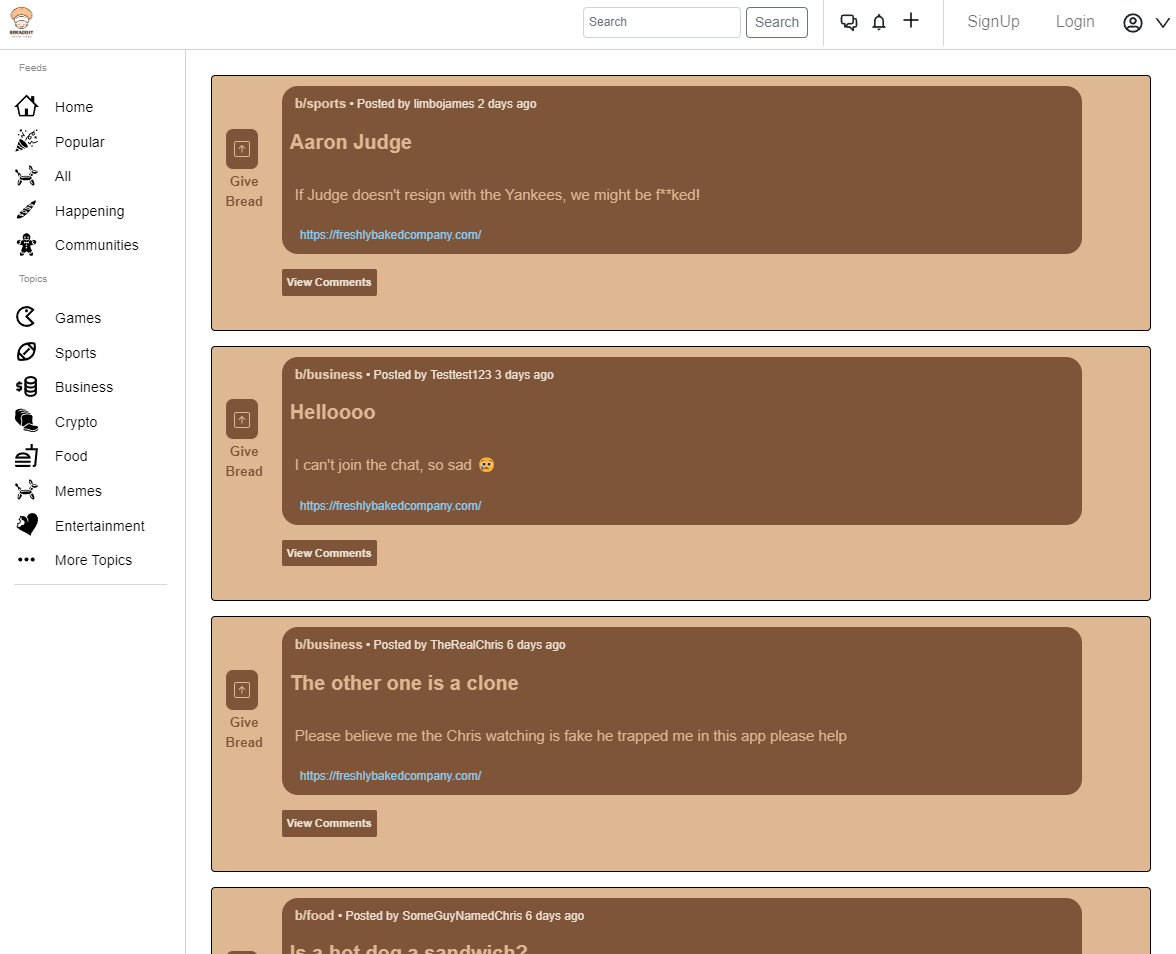 BREADDIT
Search
Search
SignUp
Login
Feeds
Home
Popular
All
Happening
Communities
Topics
Games
Sports
Business
Crypto
Food
Memes
Entertainment
More Topics
b/sports • Posted by limbojames 2 days ago
Aaron Judge
If Judge doesn't resign with the Yankees, we might be f**ked!
https://freshlybakedcompany.com/
Give
Bread
View Comments
b/business • Posted by Testtest123 3 days ago
Helloooo
I can't join the chat, so sad 😢
https://freshlybakedcompany.com/
Give
Bread
View Comments
b/business • Posted by TheRealChris 6 days ago
The other one is a clone
Please believe me the Chris watching is fake he trapped me in this app please help
https://freshlybakedcompany.com/
Give
Bread
View Comments
b/food • Posted by SomeGuyNamedChris 6 days ago
Is a hot dog a sandwich?